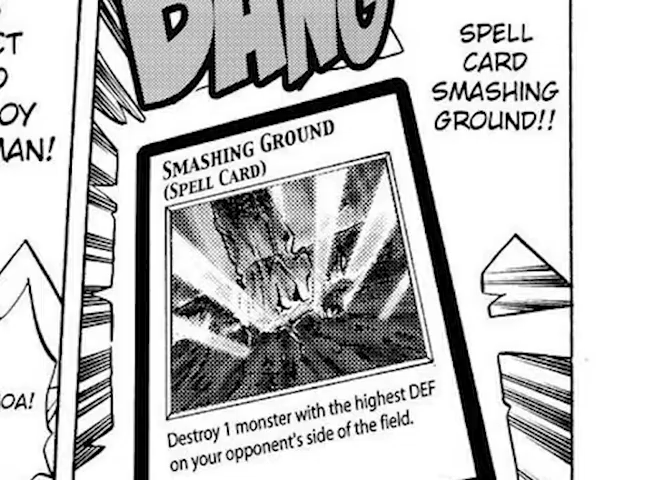 BANG
SPELL
CARD
SMASHING
GROUND!!
SMASHING GROUND
(SPELL CARD)
Destroy 1 monster with the highest DEF
on your opponent's side of the field.